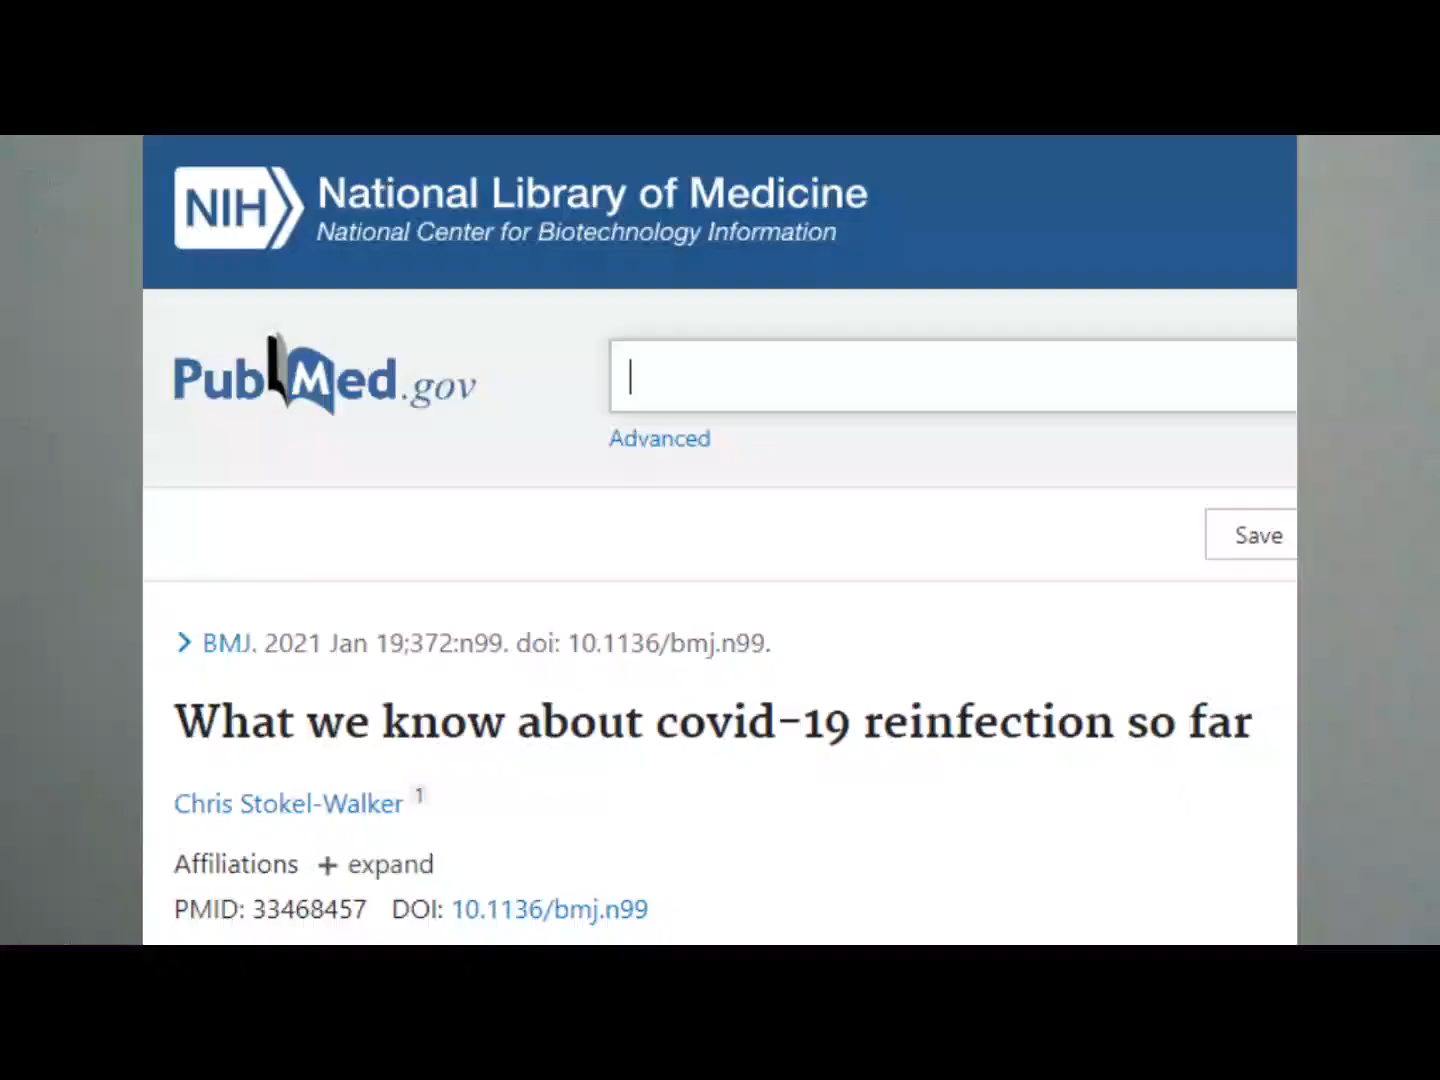 NIH National Library of Medicine
National Center for Biotechnology Information
PubMed.gov
Advanced
Save
BMJ. 2021 Jan 19;372:n99. doi: 10.1136/bmj.n99.
What we know about covid-19 reinfection so far
Chris Stokel-Walker 1
Affiliations + expand
PMID: 33468457 DOI: 10.1136/bmj.n99